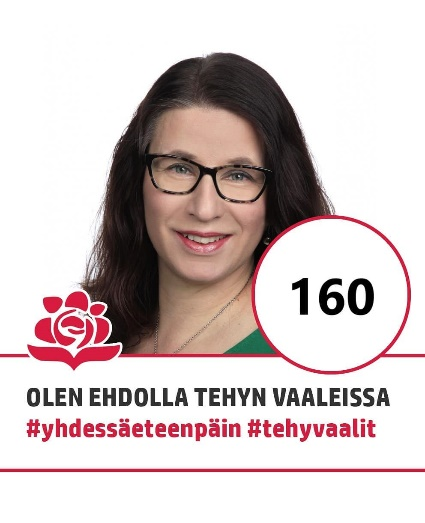 160
OLEN EHDOLLA TEHYN VAALEISSA
#yhdessäeteenpäin #tehyvaalit